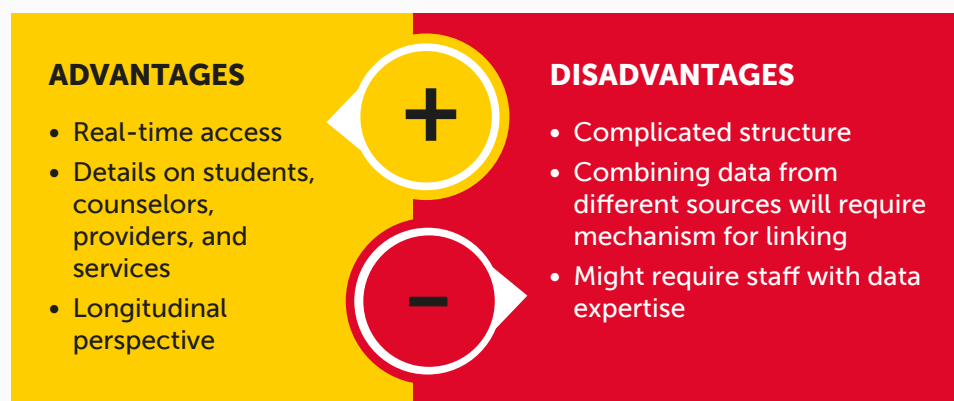 ADVANTAGES
• Real-time access
• Details on students,
counselors,
providers, and
services
• Longitudinal
perspective
+
-
DISADVANTAGES
• Complicated structure
• Combining data from
different sources will require
mechanism for linking
• Might require staff with data
expertise